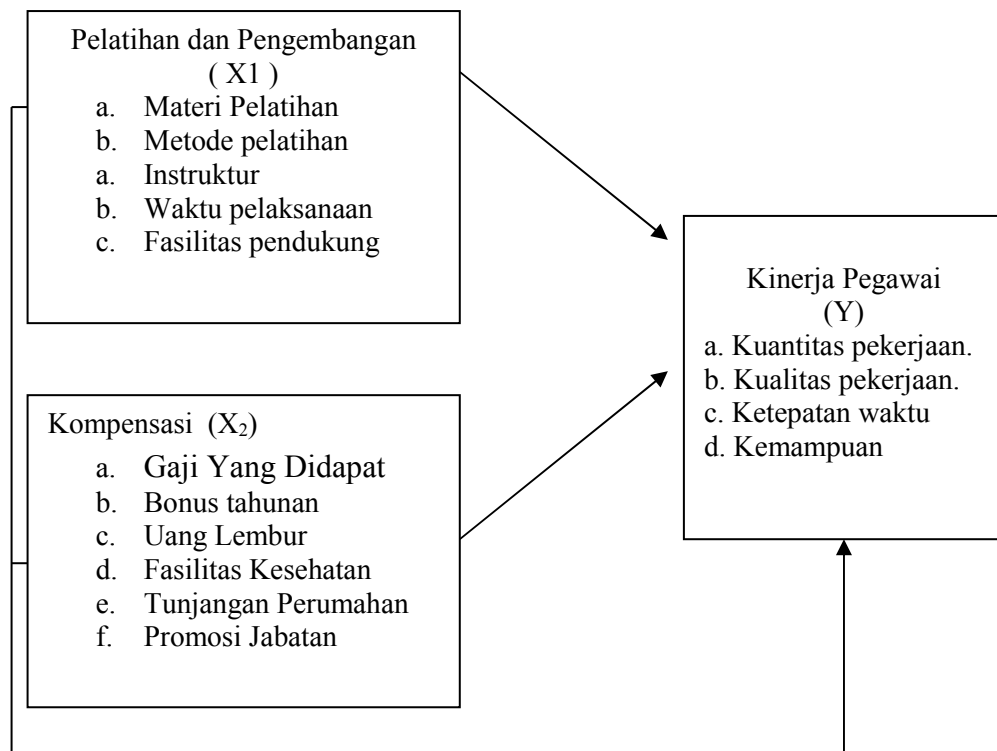 Pelatihan dan Pengembangan
( X1 )
a. Materi Pelatihan
b. Metode pelatihan
a. Instruktur
b. Waktu pelaksanaan
c. Fasilitas pendukung
Kinerja Pegawai
(Y)
a. Kuantitas pekerjaan.
b. Kualitas pekerjaan.
c. Ketepatan waktu
d. Kemampuan
Kompensasi (X₂)
a. Gaji Yang Didapat
b. Bonus tahunan
c. Uang Lembur
d. Fasilitas Kesehatan
e. Tunjangan Perumahan
f. Promosi Jabatan